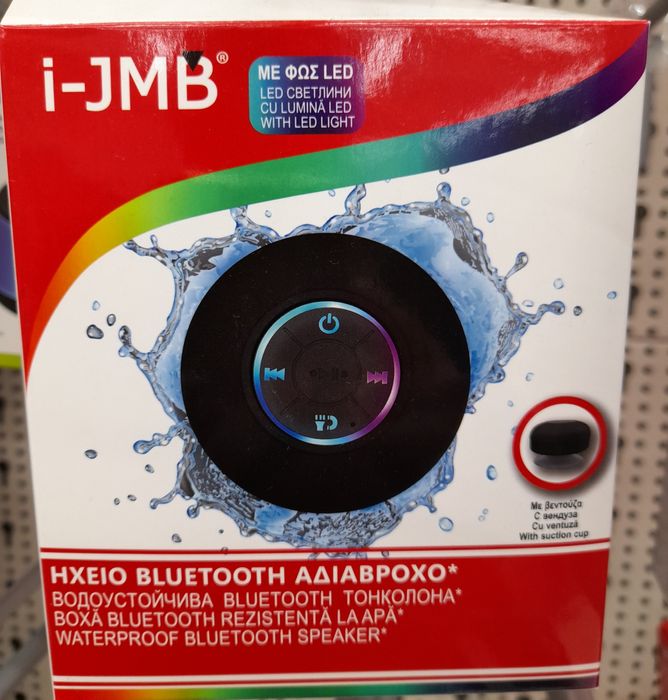 i-JMB®
ΜΕ ΦΩΣ LED
LED СВЕТЛИНИ
CU LUMINĂ LED
WITH LED LIGHT
Με βεντούζα
С вендуза
Cu ventuză
With suction cup
ΗΧΕΙΟ BLUETOOTH ΑΔΙΑΒΡΟΧΟ*
ВОДОУСТОЙЧИВА BLUETOOTH ТОНКОЛОНА*
BOXĂ BLUETOOTH REZISTENTĂ LA APĂ*
WATERPROOF BLUETOOTH SPEAKER*